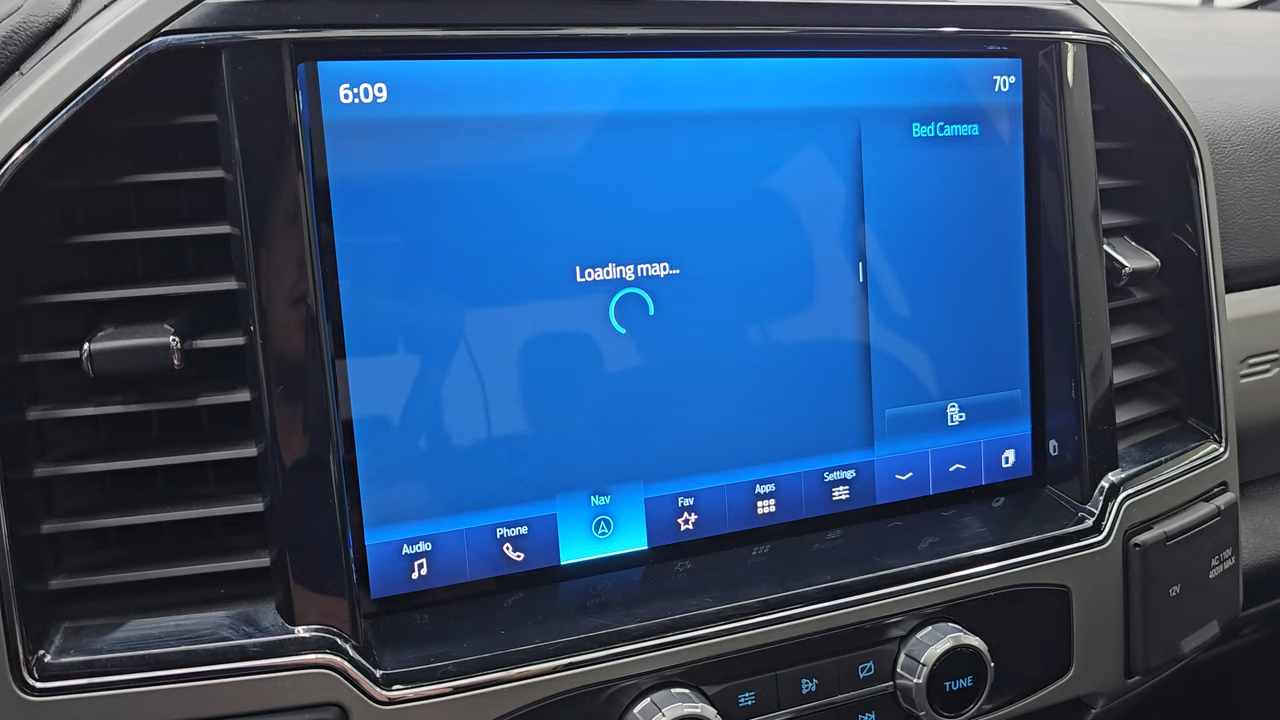 6:09
70°
Bed Camera
Loading map...
Audio
Phone
Nav
Fav
Apps
Settings
AC 110V
400W MAX
12V
TUNE